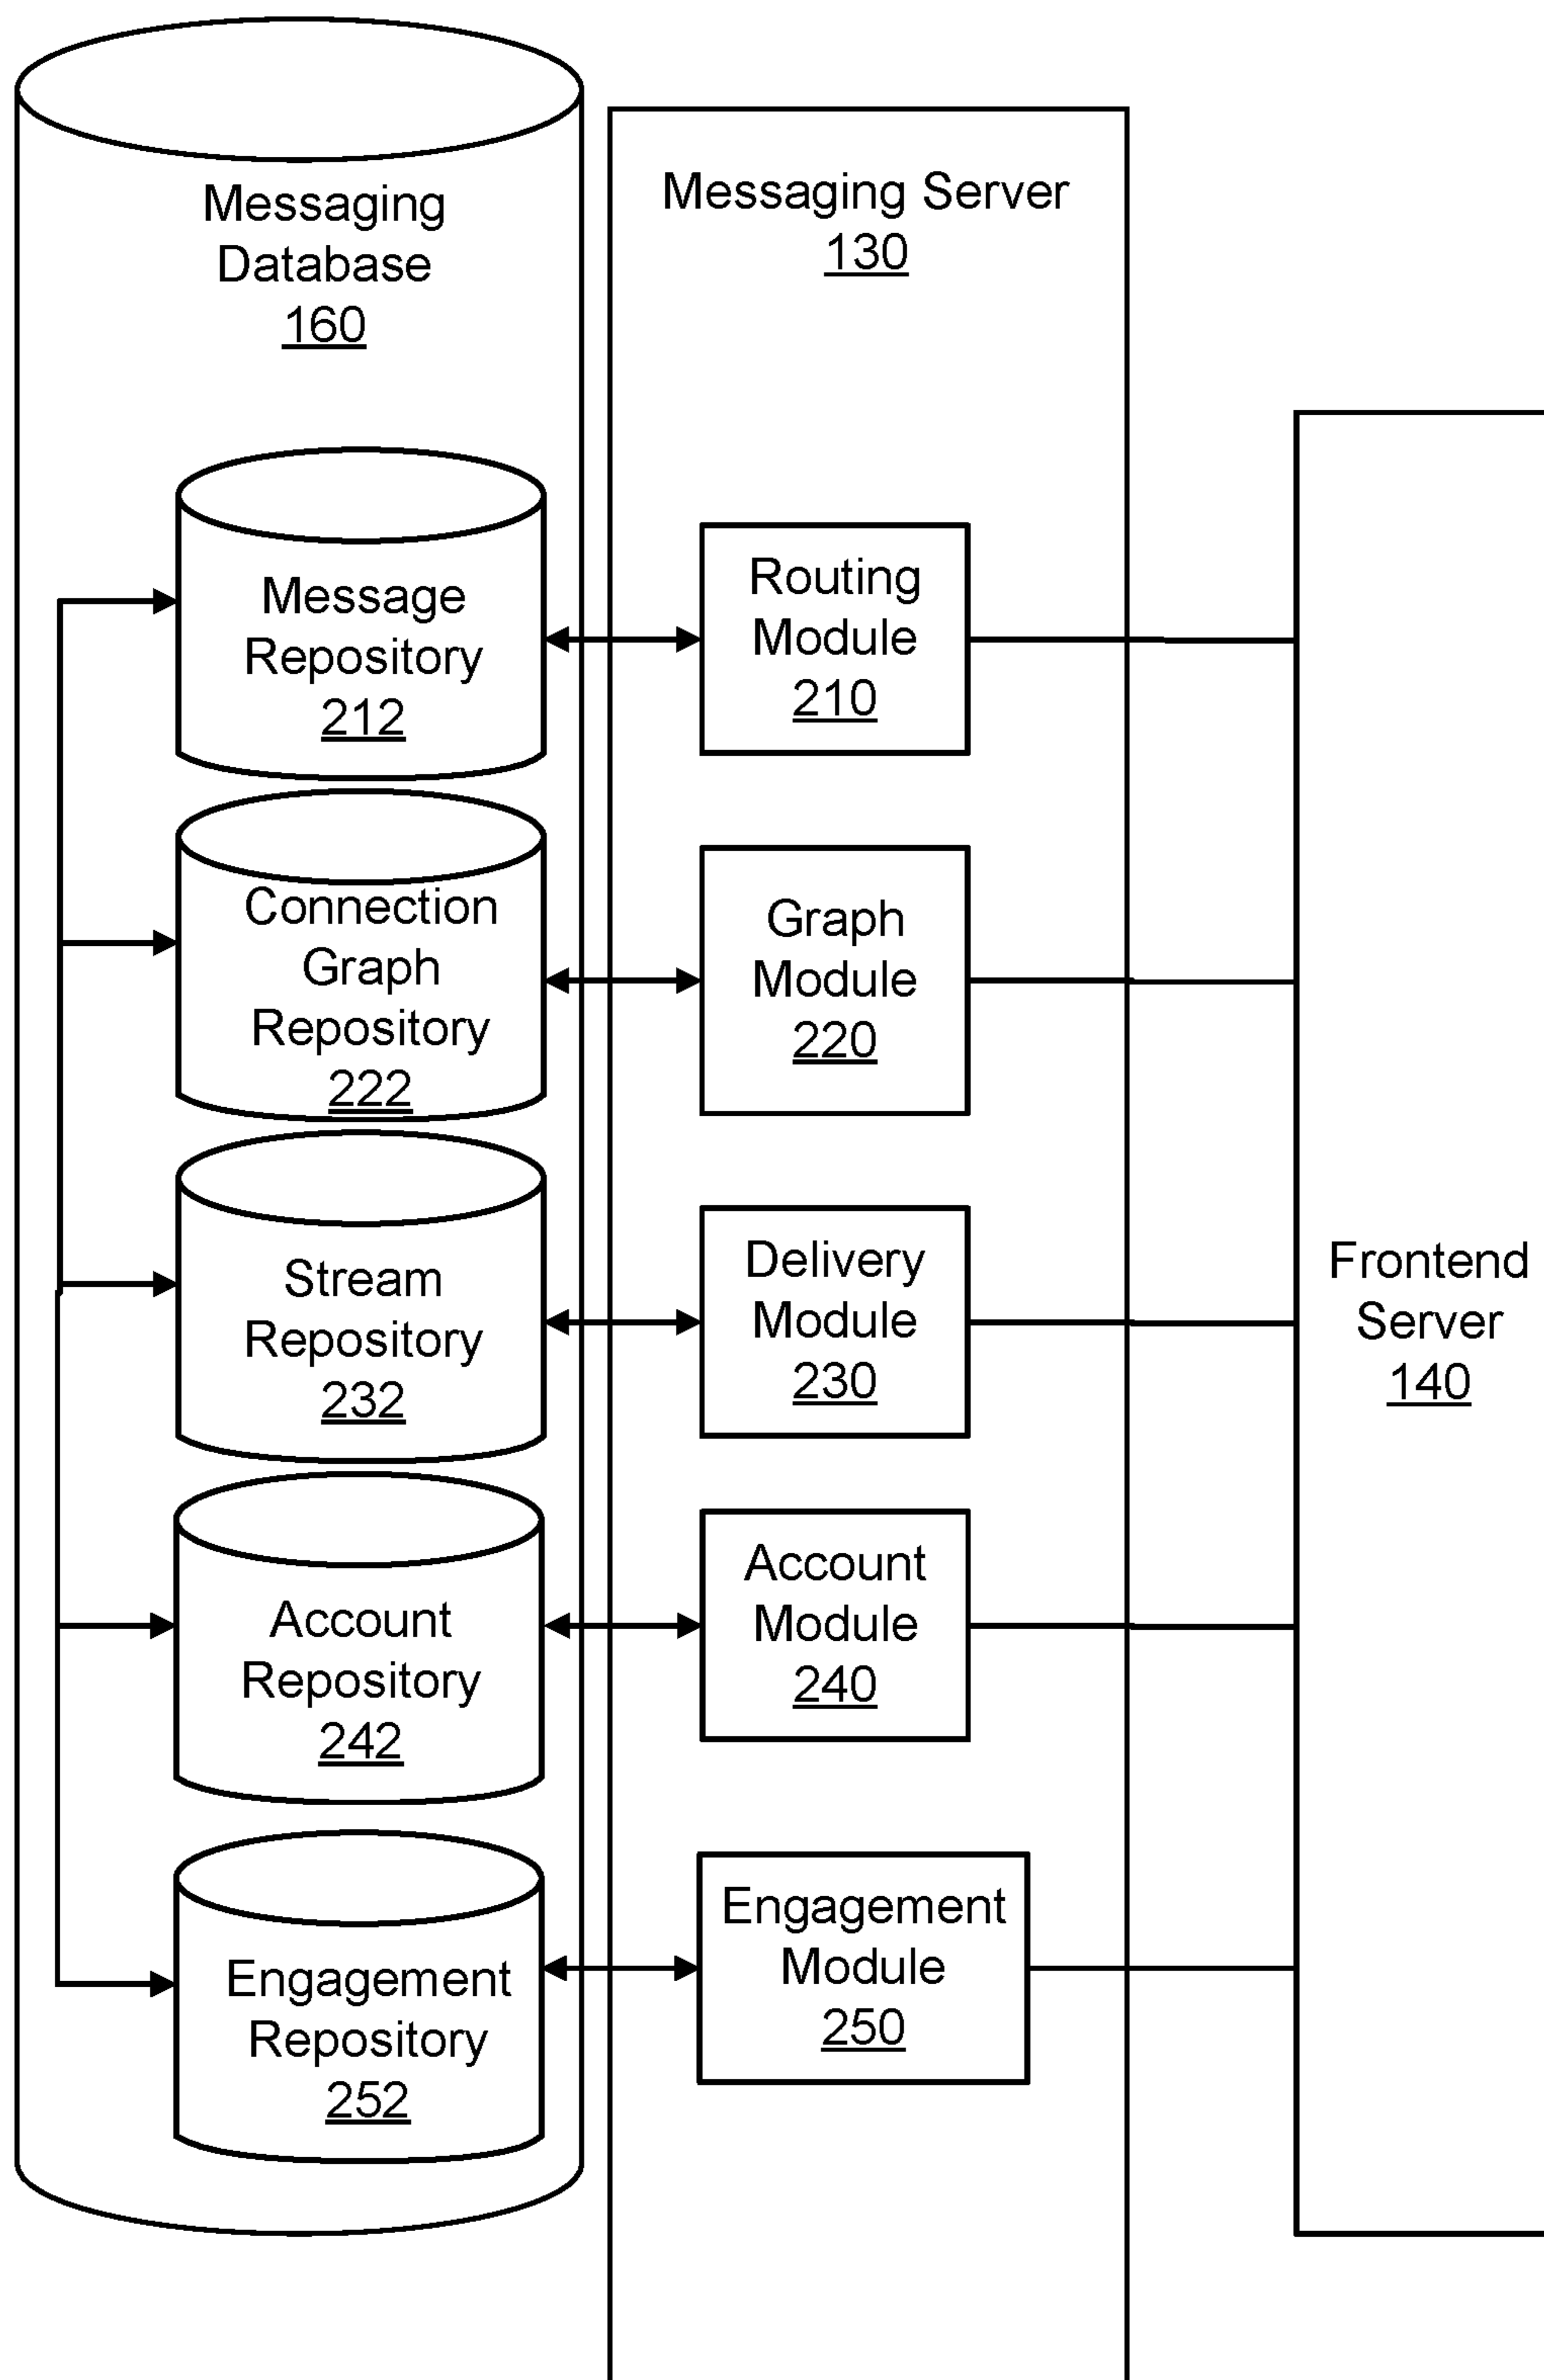 Messaging
Database
160
Messaging Server
130
Message
Repository
212
Routing
Module
210
Connection
Graph
Repository
222
Graph
Module
220
Stream
Repository
232
Delivery
Module
230
Frontend
Server
140
Account
Repository
242
Account
Module
240
Engagement
Repository
252
Engagement
Module
250